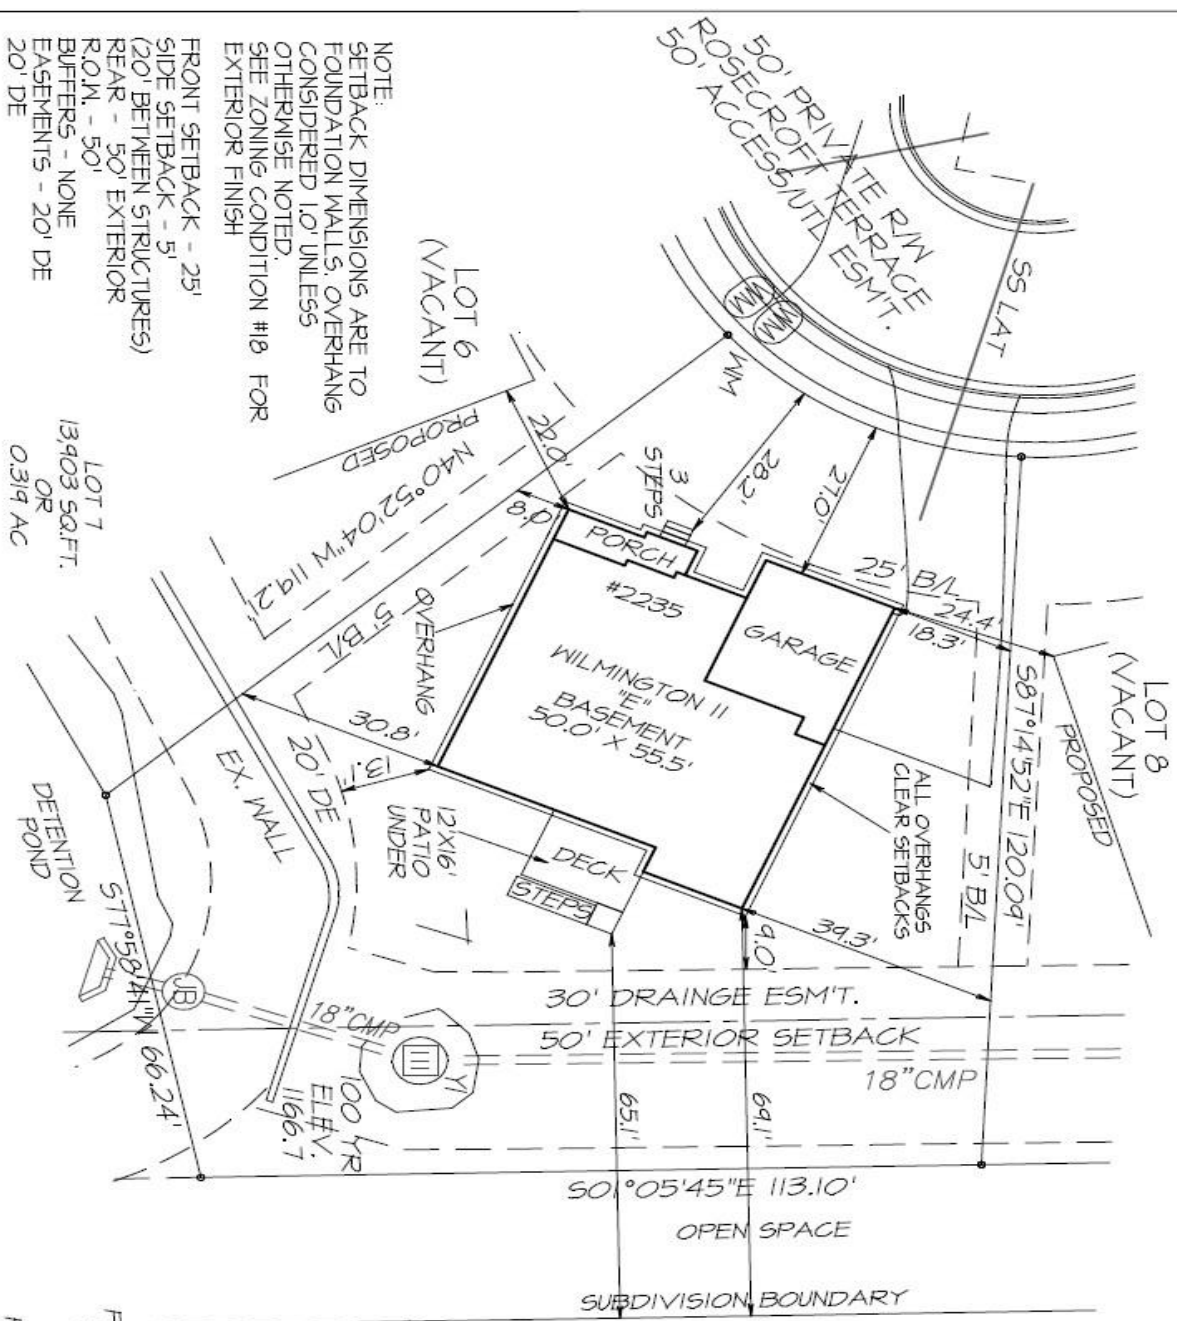 50' PRIVATE R/W
ROSECROFT TERRACE
50' ACCESS/UTL ESM'T.
SS LAT
WM
WM
WM
NOTE:
SETBACK DIMENSIONS ARE TO
FOUNDATION WALLS. OVERHANG
CONSIDERED 1.0' UNLESS
OTHERWISE NOTED.
SEE ZONING CONDITION #18 FOR
EXTERIOR FINISH
FRONT SETBACK - 25'
SIDE SETBACK - 5'
(20' BETWEEN STRUCTURES)
REAR - 50' EXTERIOR
R.O.W. - 50'
BUFFERS - NONE
EASEMENTS - 20' DE
20' DE
LOT 7
13,903 SQ.FT.
OR
0.319 AC
LOT 6
(VACANT)
PROPOSED
N40°52'04"W 119.2'
22.0'
8.0'
3
STEPS
28.2'
27.0'
25' B/L
24.4'
18.3'
LOT 8
(VACANT)
PROPOSED
S87°14'52"E 120.09'
5' B/L
PORCH
#2235
GARAGE
WILMINGTON II
"E"
BASEMENT
50.0' X 55.5'
OVERHANG
5' B/L
ALL OVERHANGS
CLEAR SETBACKS
30.8'
13.1'
20' DE
EX. WALL
12'X16'
PATIO
UNDER
DECK
STEPS
7
39.3'
9.0'
DETENTION
POND
S77°58'41"W 66.24'
JB
18"CMP
YI
100 YR
ELEV.
1166.7
30' DRAINGE ESM'T.
50' EXTERIOR SETBACK
18"CMP
65.1'
69.1'
S01°05'45"E 113.10'
OPEN SPACE
SUBDIVISION BOUNDARY